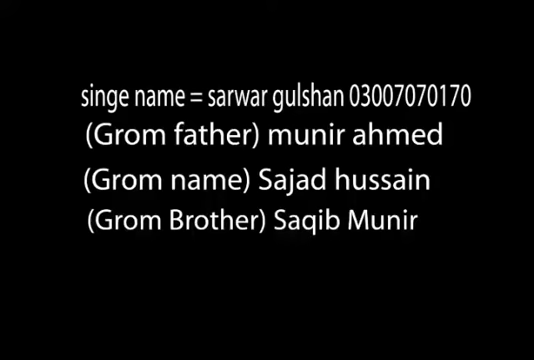 singe name = sarwar gulshan 03007070170
(Grom father) munir ahmed
(Grom name) Sajad hussain
(Grom Brother) Saqib Munir